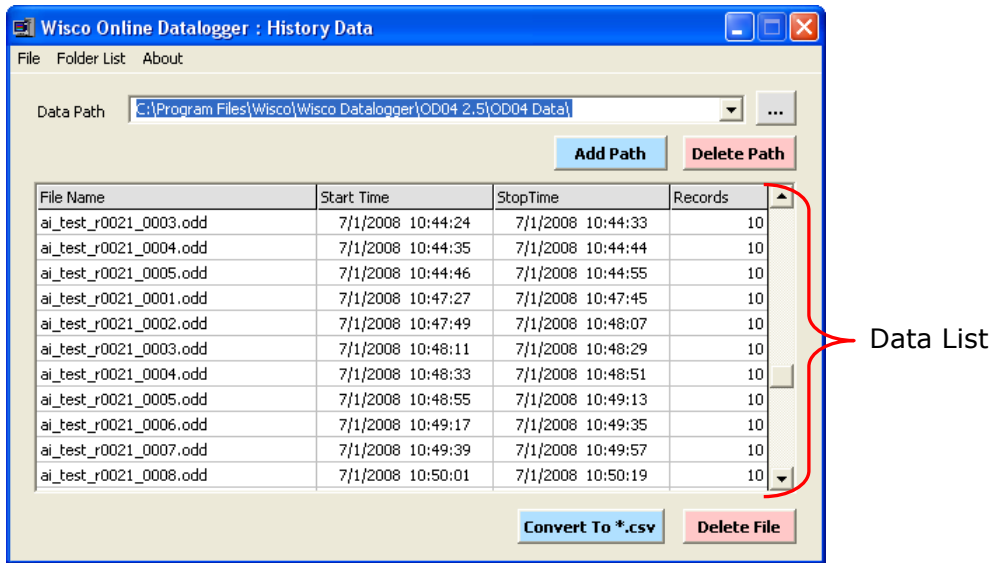 Wisco Online Datalogger : History Data
File Folder List About
Data Path C:\Program Files\Wisco\Wisco Datalogger\OD04 2.5\OD04 Data\ ...
Add Path Delete Path
File Name Start Time StopTime Records
ai_test_r0021_0003.odd 7/1/2008 10:44:24 7/1/2008 10:44:33 10
ai_test_r0021_0004.odd 7/1/2008 10:44:35 7/1/2008 10:44:44 10
ai_test_r0021_0005.odd 7/1/2008 10:44:46 7/1/2008 10:44:55 10
ai_test_r0021_0001.odd 7/1/2008 10:47:27 7/1/2008 10:47:45 10
ai_test_r0021_0002.odd 7/1/2008 10:47:49 7/1/2008 10:48:07 10
ai_test_r0021_0003.odd 7/1/2008 10:48:11 7/1/2008 10:48:29 10
ai_test_r0021_0004.odd 7/1/2008 10:48:33 7/1/2008 10:48:51 10
ai_test_r0021_0005.odd 7/1/2008 10:48:55 7/1/2008 10:49:13 10
ai_test_r0021_0006.odd 7/1/2008 10:49:17 7/1/2008 10:49:35 10
ai_test_r0021_0007.odd 7/1/2008 10:49:39 7/1/2008 10:49:57 10
ai_test_r0021_0008.odd 7/1/2008 10:50:01 7/1/2008 10:50:19 10
Data List
Convert To *.csv Delete File